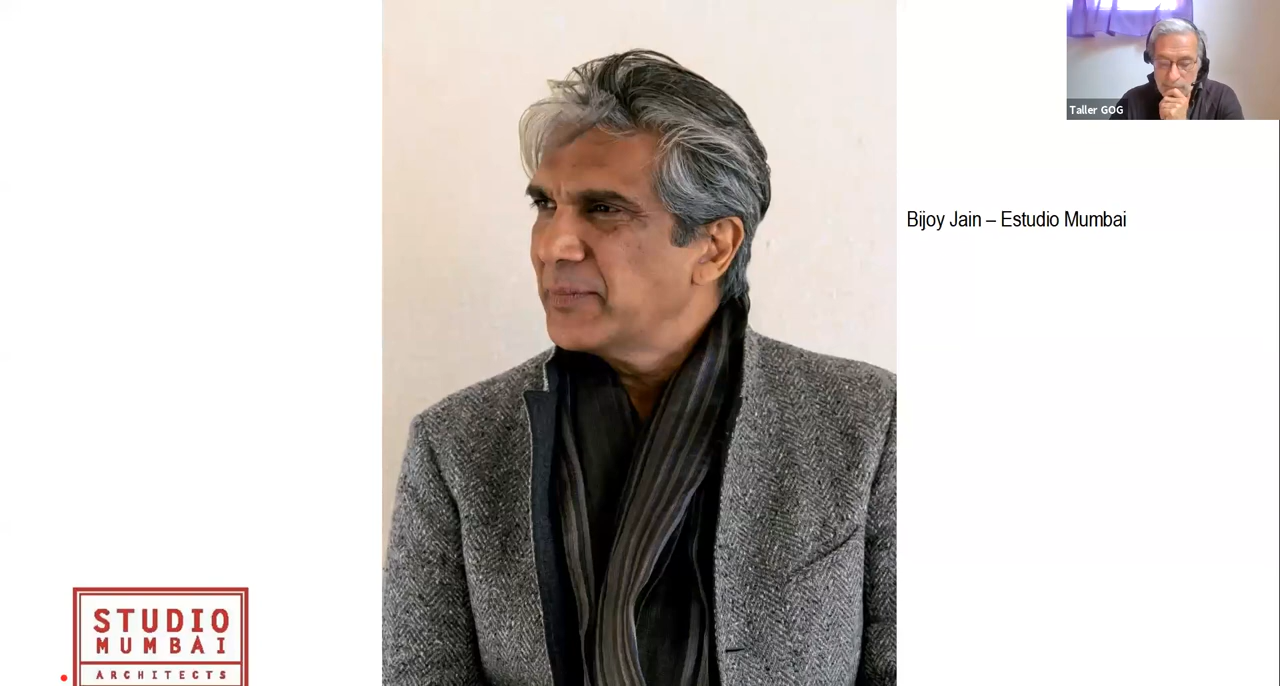 Taller GOG
Bijoy Jain – Estudio Mumbai
STUDIO
MUMBAI
ARCHITECTS